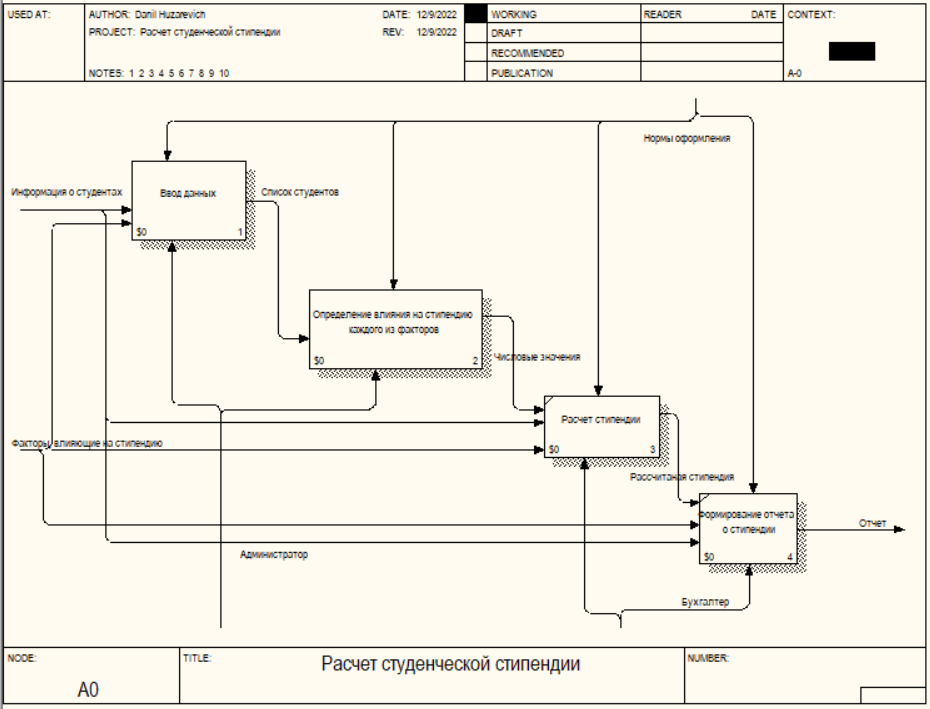 USED AT:
AUTHOR: Danil Huzarevich
DATE: 12/9/2022
WORKING
READER
DATE
CONTEXT:
PROJECT: Расчет студенческой стипендии
REV: 12/9/2022
DRAFT
RECOMMENDED
NOTES: 1 2 3 4 5 6 7 8 9 10
PUBLICATION
A-0
Нормы оформления
Информация о студентах
Ввод данных
$0
1
Список студентов
Определение влияния на стипендию
каждого из факторов
$0
2
Числовые значения
Расчет стипендии
$0
3
Факторы, влияющие на стипендию
Рассчитаная стипендия
Формирование отчета
о стипендии
$0
4
Отчет
Администратор
Бухгалтер
NODE:
A0
TITLE:
Расчет студенческой стипендии
NUMBER: